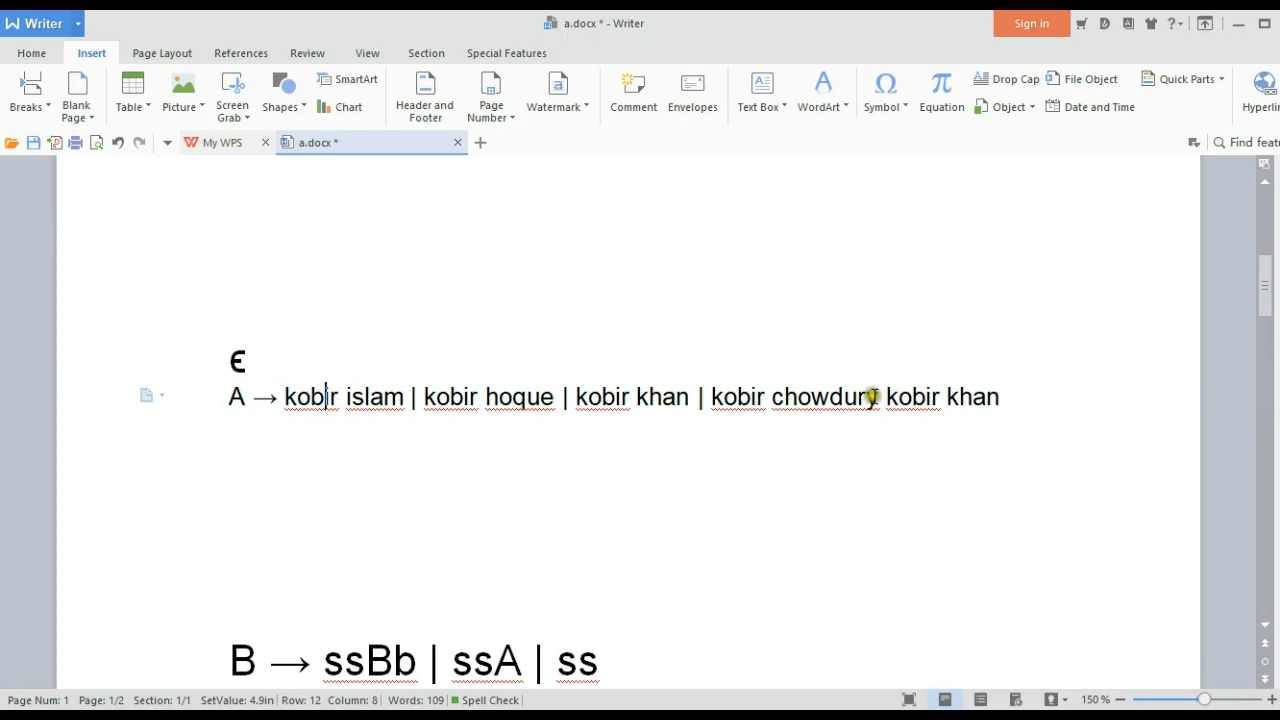 Writer
a.docx * - Writer
Sign in
Home Insert Page Layout References Review View Section Special Features
Breaks Blank Page Table Picture Screen Grab Shapes SmartArt Chart Header and Footer Page Number Watermark Comment Envelopes Text Box WordArt Symbol Equation Drop Cap Object File Object Date and Time Quick Parts Hyperlin
My WPS a.docx * Find featu
ϵ
A → kobir islam | kobir hoque | kobir khan | kobir chowdury kobir khan
B → ssBb | ssA | ss
Page Num: 1 Page: 1/2 Section: 1/1 SetValue: 4.9in Row: 12 Column: 8 Words: 109 Spell Check 150 %